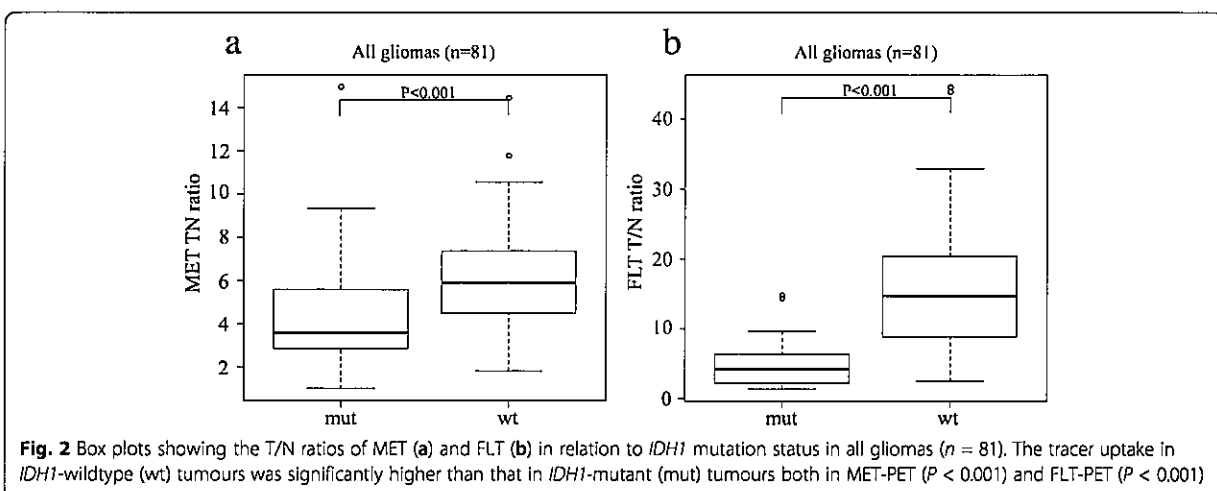 a
All gliomas (n=81)
P<0.001
MET TN ratio
14
12
10
8
6
4
2
mut
wt
b
All gliomas (n=81)
P<0.001
FLT T/N ratio
40
30
20
10
0
mut
wt
Fig. 2 Box plots showing the T/N ratios of MET (a) and FLT (b) in relation to IDH1 mutation status in all gliomas (n = 81). The tracer uptake in
IDH1-wildtype (wt) tumours was significantly higher than that in IDH1-mutant (mut) tumours both in MET-PET (P < 0.001) and FLT-PET (P < 0.001)